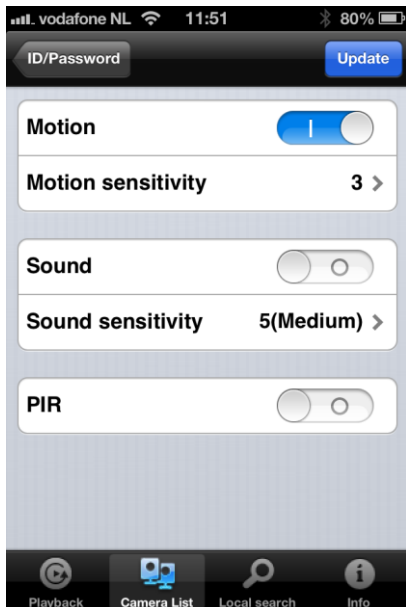 vodafone NL 11:51 80%
ID/Password Update
Motion
Motion sensitivity 3
Sound
Sound sensitivity 5(Medium)
PIR
Playback Camera List Local search Info